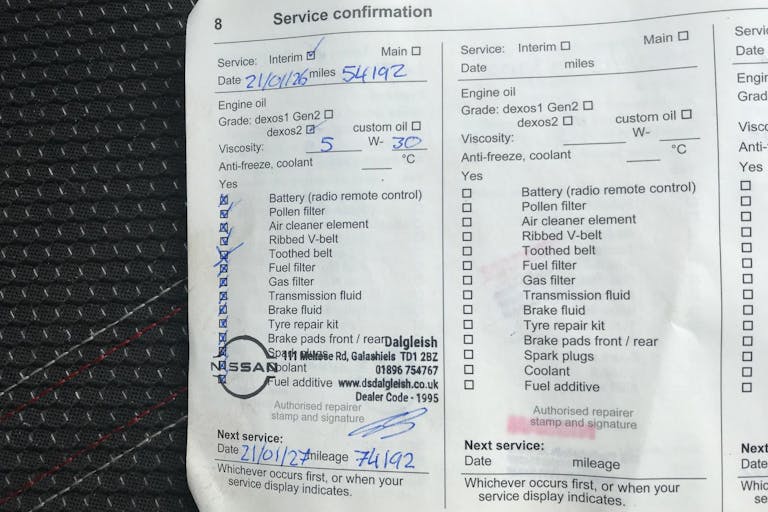 8 Service confirmation
Service: Interim Main
Date 21/01/26 miles 54192
Engine oil
Grade: dexos1 Gen2
dexos2 custom oil
Viscosity: 5 W- 30
Anti-freeze, coolant °C
Yes
Battery (radio remote control)
Pollen filter
Air cleaner element
Ribbed V-belt
Toothed belt
Fuel filter
Gas filter
Transmission fluid
Brake fluid
Tyre repair kit
Brake pads front / rear
Spark plugs
Coolant
Fuel additive
NISSAN
Dalgleish
111 Melrose Rd, Galashiels TD1 2BZ
01896 754767
www.dsdalgleish.co.uk
Dealer Code - 1995
Authorised repairer
stamp and signature
Next service:
Date 21/01/27 mileage 74192
Whichever occurs first, or when your
service display indicates.
Service: Interim Main
Date miles
Engine oil
Grade: dexos1 Gen2
dexos2 custom oil
Viscosity: W-
Anti-freeze, coolant °C
Yes
Battery (radio remote control)
Pollen filter
Air cleaner element
Ribbed V-belt
Toothed belt
Fuel filter
Gas filter
Transmission fluid
Brake fluid
Tyre repair kit
Brake pads front / rear
Spark plugs
Coolant
Fuel additive
Authorised repairer
stamp and signature
Next service:
Date mileage
Whichever occurs first, or when your
service display indicates.
Date
Yes
Date